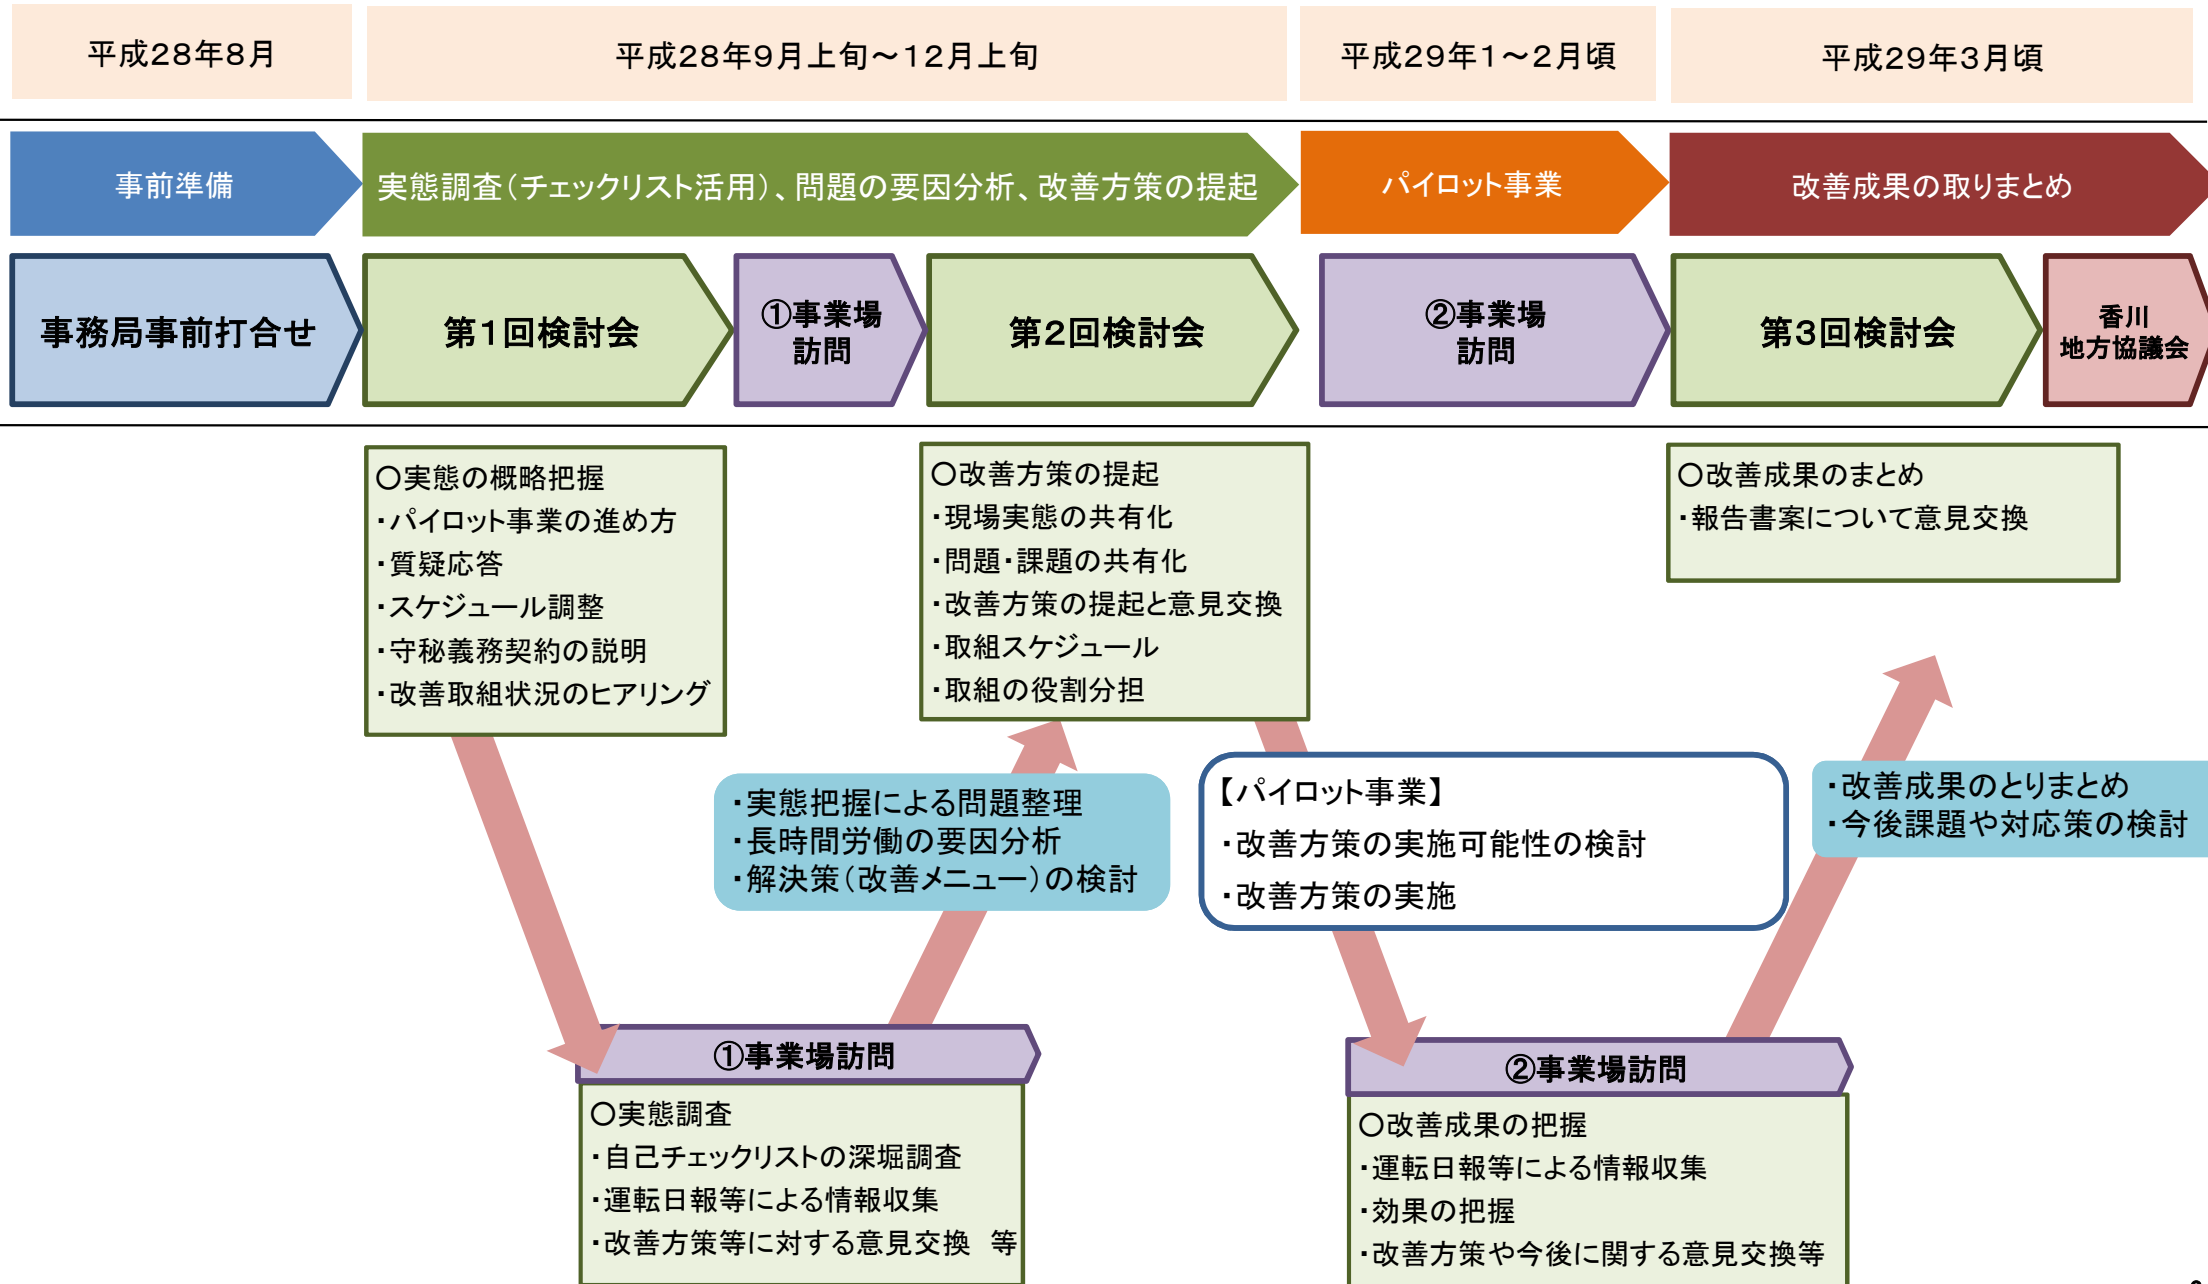 平成28年8月
平成28年9月上旬～12月上旬
平成29年1～2月頃
平成29年3月頃
事前準備
実態調査（チェックリスト活用）、問題の要因分析、改善方策の提起
パイロット事業
改善成果の取りまとめ
事務局事前打合せ
第1回検討会
①事業場
訪問
第2回検討会
②事業場
訪問
第3回検討会
香川
地方協議会
○実態の概略把握
・パイロット事業の進め方
・質疑応答
・スケジュール調整
・守秘義務契約の説明
・改善取組状況のヒアリング
○改善方策の提起
・現場実態の共有化
・問題・課題の共有化
・改善方策の提起と意見交換
・取組スケジュール
・取組の役割分担
○改善成果のまとめ
・報告書案について意見交換
・実態把握による問題整理
・長時間労働の要因分析
・解決策（改善メニュー）の検討
【パイロット事業】
・改善方策の実施可能性の検討
・改善方策の実施
・改善成果のとりまとめ
・今後課題や対応策の検討
①事業場訪問
○実態調査
・自己チェックリストの深堀調査
・運転日報等による情報収集
・改善方策等に対する意見交換　等
②事業場訪問
○改善成果の把握
・運転日報等による情報収集
・効果の把握
・改善方策や今後に関する意見交換等